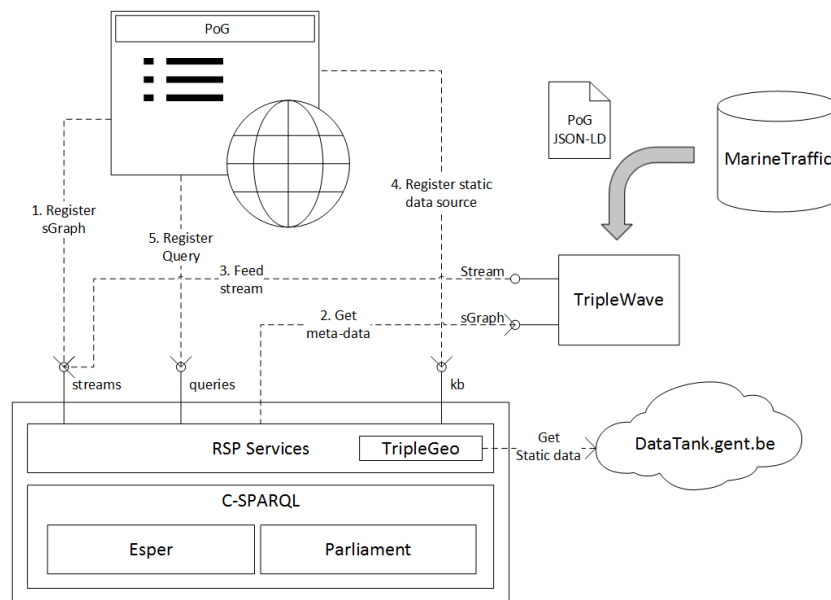 PoG
PoG
JSON-LD
MarineTraffic
1. Register
sGraph
4. Register static
data source
5. Register
Query
3. Feed
stream
Stream
TripleWave
2. Get
meta-data
sGraph
streams
queries
kb
RSP Services
TripleGeo
Get
Static data
DataTank.gent.be
C-SPARQL
Esper
Parliament